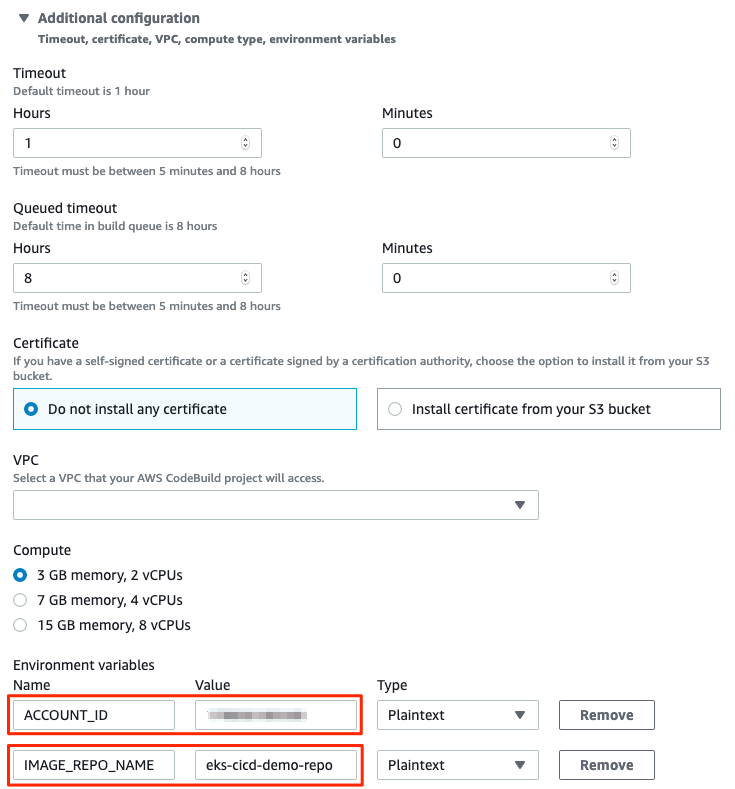 Additional configuration
Timeout, certificate, VPC, compute type, environment variables
Timeout
Default timeout is 1 hour
Hours Minutes
1 0
Timeout must be between 5 minutes and 8 hours
Queued timeout
Default time in build queue is 8 hours
Hours Minutes
8 0
Timeout must be between 5 minutes and 8 hours
Certificate
If you have a self-signed certificate or a certificate signed by a certification authority, choose the option to install it from your S3
bucket.
Do not install any certificate Install certificate from your S3 bucket
VPC
Select a VPC that your AWS CodeBuild project will access.
Compute
3 GB memory, 2 vCPUs
7 GB memory, 4 vCPUs
15 GB memory, 8 vCPUs
Environment variables
Name Value Type
ACCOUNT_ID Plaintext Remove
IMAGE_REPO_NAME eks-cicd-demo-repo Plaintext Remove